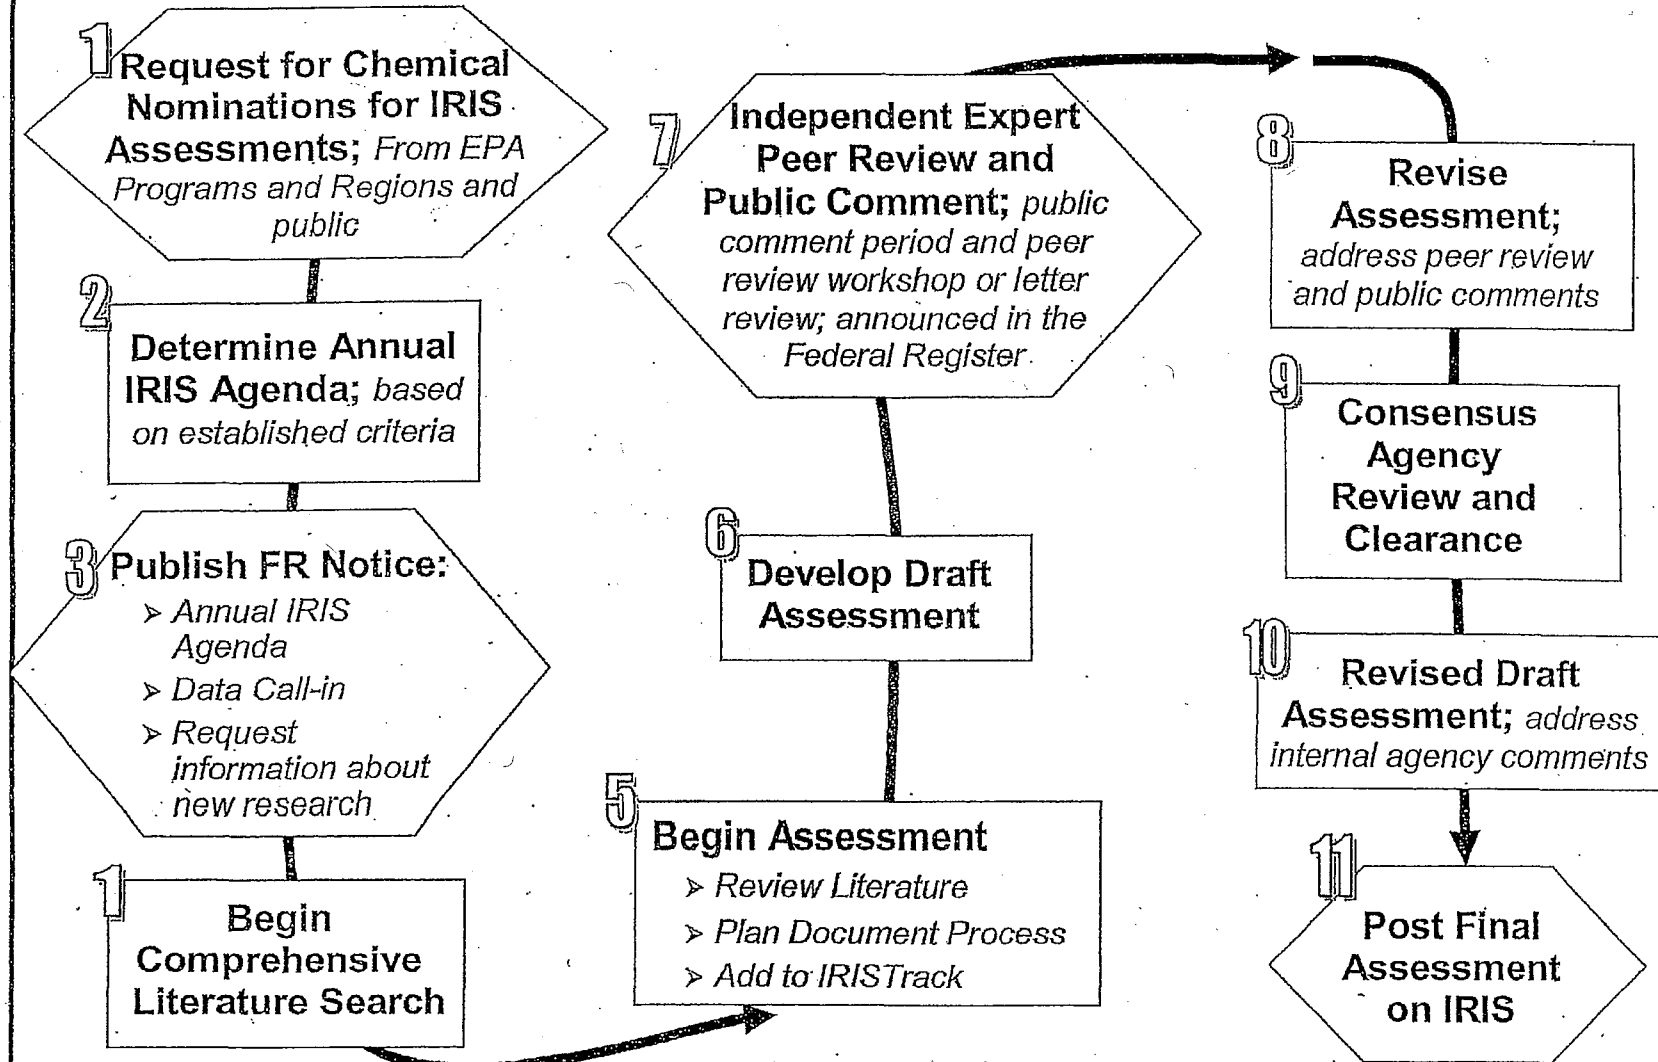 1
Request for Chemical
Nominations for IRIS
Assessments; From EPA
Programs and Regions and
public
2
Determine Annual
IRIS Agenda; based
on established criteria
3
Publish FR Notice:
➢ Annual IRIS
Agenda
➢ Data Call-in
➢ Request
information about
new research
1
Begin
Comprehensive
Literature Search
5
Begin Assessment
➢ Review Literature
➢ Plan Document Process
➢ Add to IRISTrack
6
Develop Draft
Assessment
7
Independent Expert
Peer Review and
Public Comment; public
comment period and peer
review workshop or letter
review; announced in the
Federal Register
8
Revise
Assessment;
address peer review
and public comments
9
Consensus
Agency
Review and
Clearance
10
Revised Draft
Assessment; address
internal agency comments
11
Post Final
Assessment
on IRIS